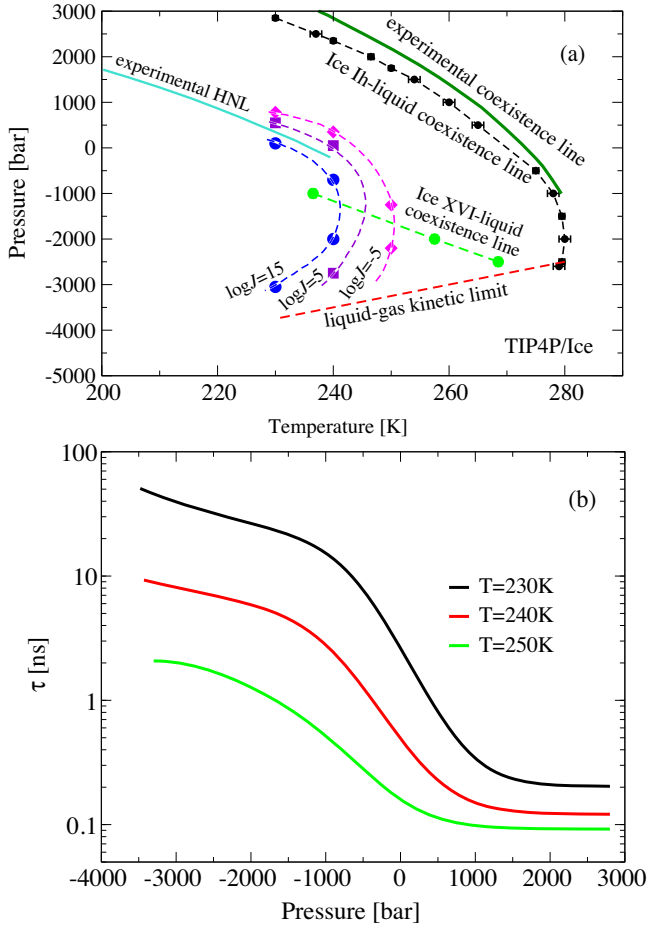 3000
2000
1000
0
-1000
-2000
-3000
-4000
-5000
Pressure [bar]
(a)
experimental coexistence line
Ice Ih-liquid coexistence line
experimental HNL
Ice XVI-liquid
coexistence line
logJ=15
logJ=5
logJ=-5
liquid-gas kinetic limit
TIP4P/Ice
200
220
240
260
280
Temperature [K]
100
10
1
0.1
τ [ns]
(b)
T=230K
T=240K
T=250K
-4000
-3000
-2000
-1000
0
1000
2000
3000
Pressure [bar]